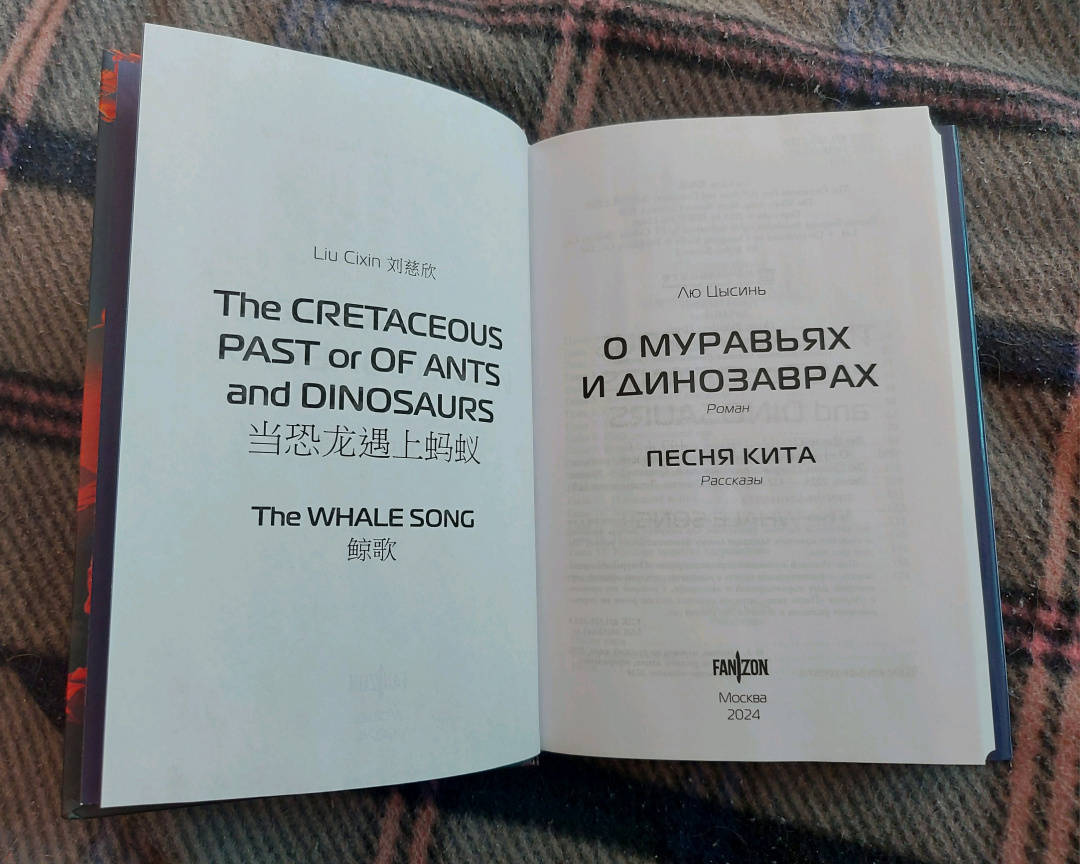 Liu Cixin 刘慈欣
The CRETACEOUS
PAST or OF ANTS
and DINOSAURS
当恐龙遇上蚂蚁
The WHALE SONG
鲸歌
Лю Цысинь
О МУРАВЬЯХ
И ДИНОЗАВРАХ
Роман
ПЕСНЯ КИТА
Рассказы
FANZON
Москва
2024